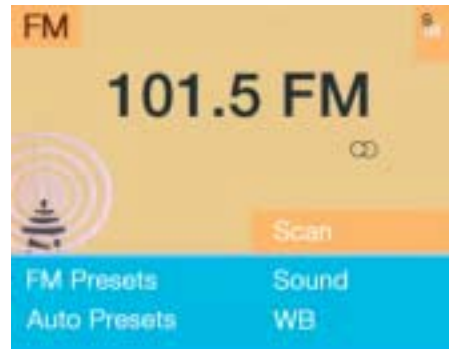 FM
S
101.5 FM
Scan
FM Presets Sound
Auto Presets WB